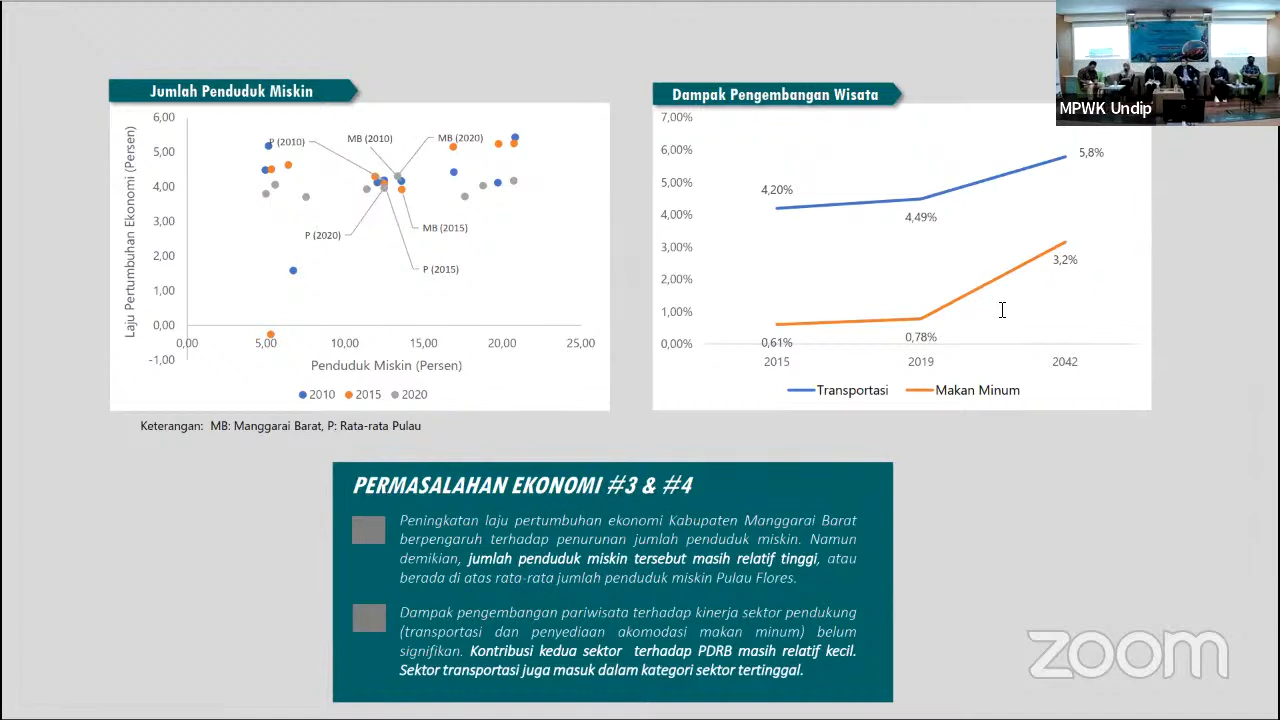 MPWK Undip
Jumlah Penduduk Miskin
6,00
5,00
4,00
3,00
2,00
1,00
0,00
-1,00
Laju Pertumbuhan Ekonomi (Persen)
P (2010)
MB (2010)
MB (2020)
P (2020)
MB (2015)
P (2015)
0,00 5,00 10,00 15,00 20,00 25,00
Penduduk Miskin (Persen)
2010 2015 2020
Keterangan: MB: Manggarai Barat, P: Rata-rata Pulau
Dampak Pengembangan Wisata
7,00%
6,00%
5,00%
4,00%
3,00%
2,00%
1,00%
0,00%
4,20%
4,49%
5,8%
0,61%
0,78%
3,2%
2015 2019 2042
Transportasi Makan Minum
PERMASALAHAN EKONOMI #3 & #4
Peningkatan laju pertumbuhan ekonomi Kabupaten Manggarai Barat
berpengaruh terhadap penurunan jumlah penduduk miskin. Namun
demikian, jumlah penduduk miskin tersebut masih relatif tinggi, atau
berada di atas rata-rata jumlah penduduk miskin Pulau Flores.
Dampak pengembangan pariwisata terhadap kinerja sektor pendukung
(transportasi dan penyediaan akomodasi makan minum) belum
signifikan. Kontribusi kedua sektor terhadap PDRB masih relatif kecil.
Sektor transportasi juga masuk dalam kategori sektor tertinggal.
zoom